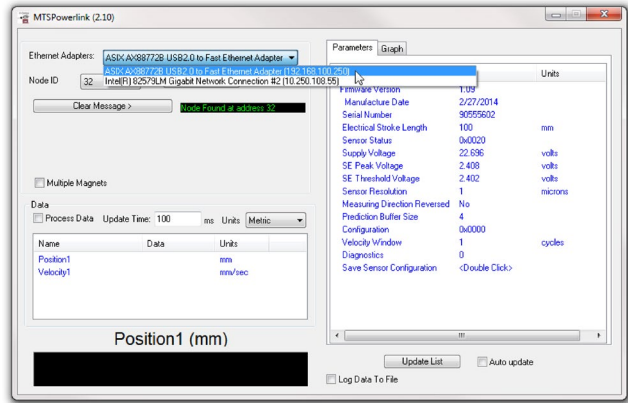 MTSPowerlink (2.10)
Ethernet Adapters:
ASIX AX88772B USB2.0 to Fast Ethernet Adapter
ASIX AX88772B USB2.0 to Fast Ethernet Adapter (192.168.100.250)
Intel(R) 82579LM Gigabit Network Connection #2 (10.250.108.55)
Node ID
32
Clear Message >
Node Found at address 32
Multiple Magnets
Data
Process Data Update Time: 100 ms Units Metric
Name Data Units
Position1 mm
Velocity1 mm/sec
Position1 (mm)
Parameters Graph
Units
Firmware Version 1.09
Manufacture Date 2/27/2014
Serial Number 90555602
Electrical Stroke Length 100 mm
Sensor Status 0x0020
Supply Voltage 22.696 volts
SE Peak Voltage 2.408 volts
SE Threshold Voltage 2.402 volts
Sensor Resolution 1 microns
Measuring Direction Reversed No
Prediction Buffer Size 4
Configuration 0x0000
Velocity Window 1 cycles
Diagnostics 0
Save Sensor Configuration <Double Click>
Update List
Auto update
Log Data To File